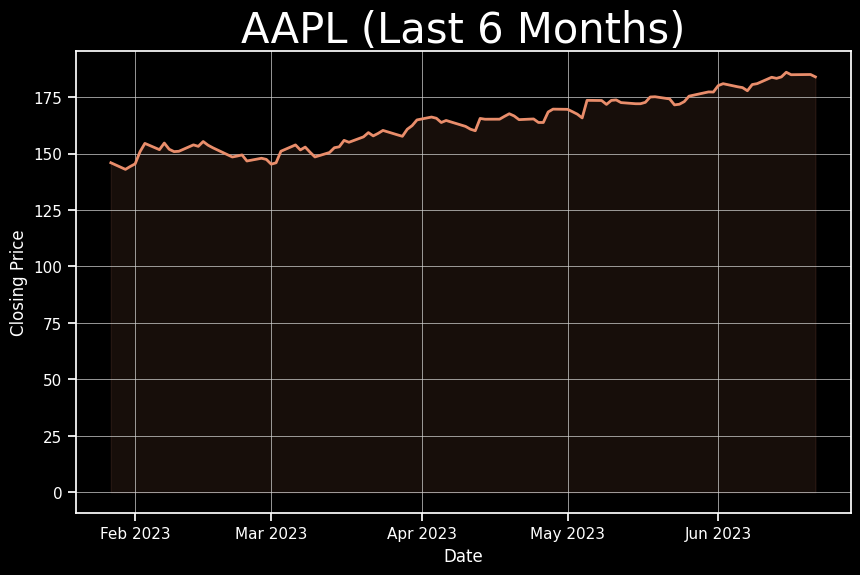 AAPL (Last 6 Months)
Closing Price
175
150
125
100
75
50
25
0
Feb 2023
Mar 2023
Apr 2023
May 2023
Jun 2023
Date